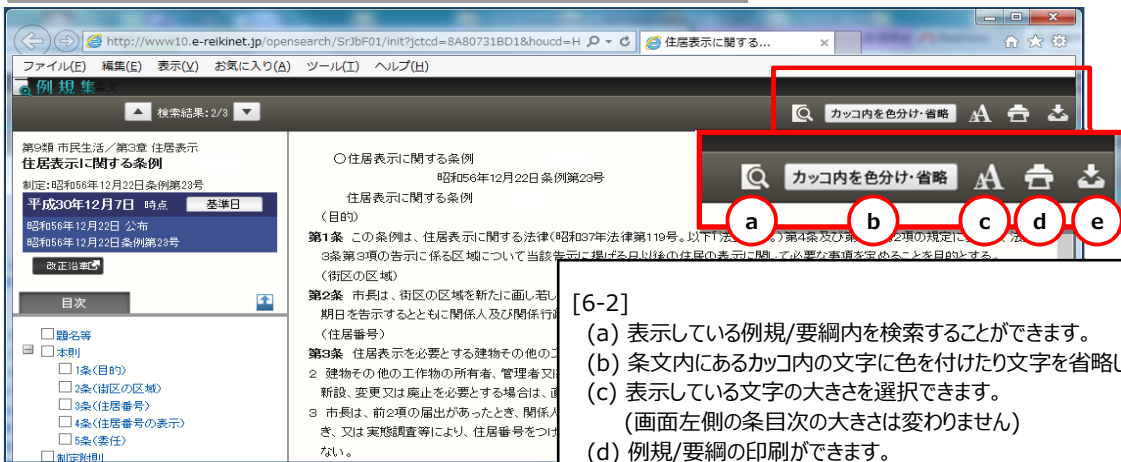 http://www10.e-reikinet.jp/opensearch/SrJbF01/init?jctcd=8A80731BD1&houcd=H
住居表示に関する...
ファイル(F) 編集(E) 表示(V) お気に入り(A) ツール(T) ヘルプ(H)
例規集
検索結果:2/3
カッコ内を色分け・省略
第9類 市民生活/第3章 住居表示
住居表示に関する条例
制定:昭和56年12月22日条例第23号
平成30年12月7日 時点 基準日
昭和56年12月22日 公布
昭和56年12月22日条例第23号
改正沿革
目次
題名等
本則
1条(目的)
2条(街区の区域)
3条(住居番号)
4条(住居番号の表示)
5条(委任)
制定附則
○住居表示に関する条例
昭和56年12月22日条例第23号
住居表示に関する条例
(目的)
第1条 この条例は、住居表示に関する法律(昭和37年法律第119号。以下「法
3条第3項の告示に係る区域について当該告示に掲げる日以後の住居の表示に関して必要な事項を定めることを目的とする。
(街区の区域)
第2条 市長は、街区の区域を新たに画し若し
期日を告示するとともに関係人及び関係行
(住居番号)
第3条 住居表示を必要とする建物その他の
2 建物その他の工作物の所有者、管理者又
新設、変更又は廃止を必要とする場合は、
3 市長は、前2項の届出があったとき、関係人
き、又は実態調査等により、住居番号をつけ
ない。
カッコ内を色分け・省略
a b c d e
[6-2]
(a) 表示している例規/要綱内を検索することができます。
(b) 条文内にあるカッコ内の文字に色を付けたり文字を省略し
(c) 表示している文字の大きさを選択できます。
(画面左側の条目次の大きさは変わりません)
(d) 例規/要綱の印刷ができます。